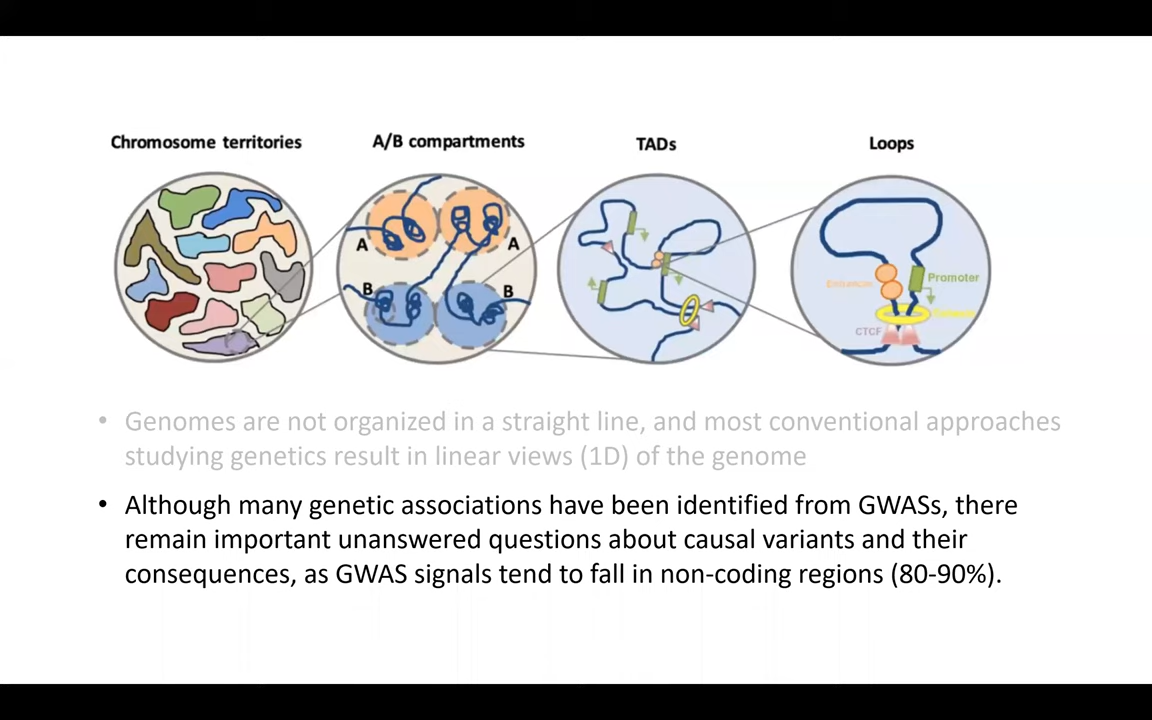 Chromosome territories
A/B compartments
TADs
Loops
A
A
B
B
Enhancer
Promoter
CTCF
• Genomes are not organized in a straight line, and most conventional approaches
studying genetics result in linear views (1D) of the genome
• Although many genetic associations have been identified from GWASs, there
remain important unanswered questions about causal variants and their
consequences, as GWAS signals tend to fall in non-coding regions (80-90%).